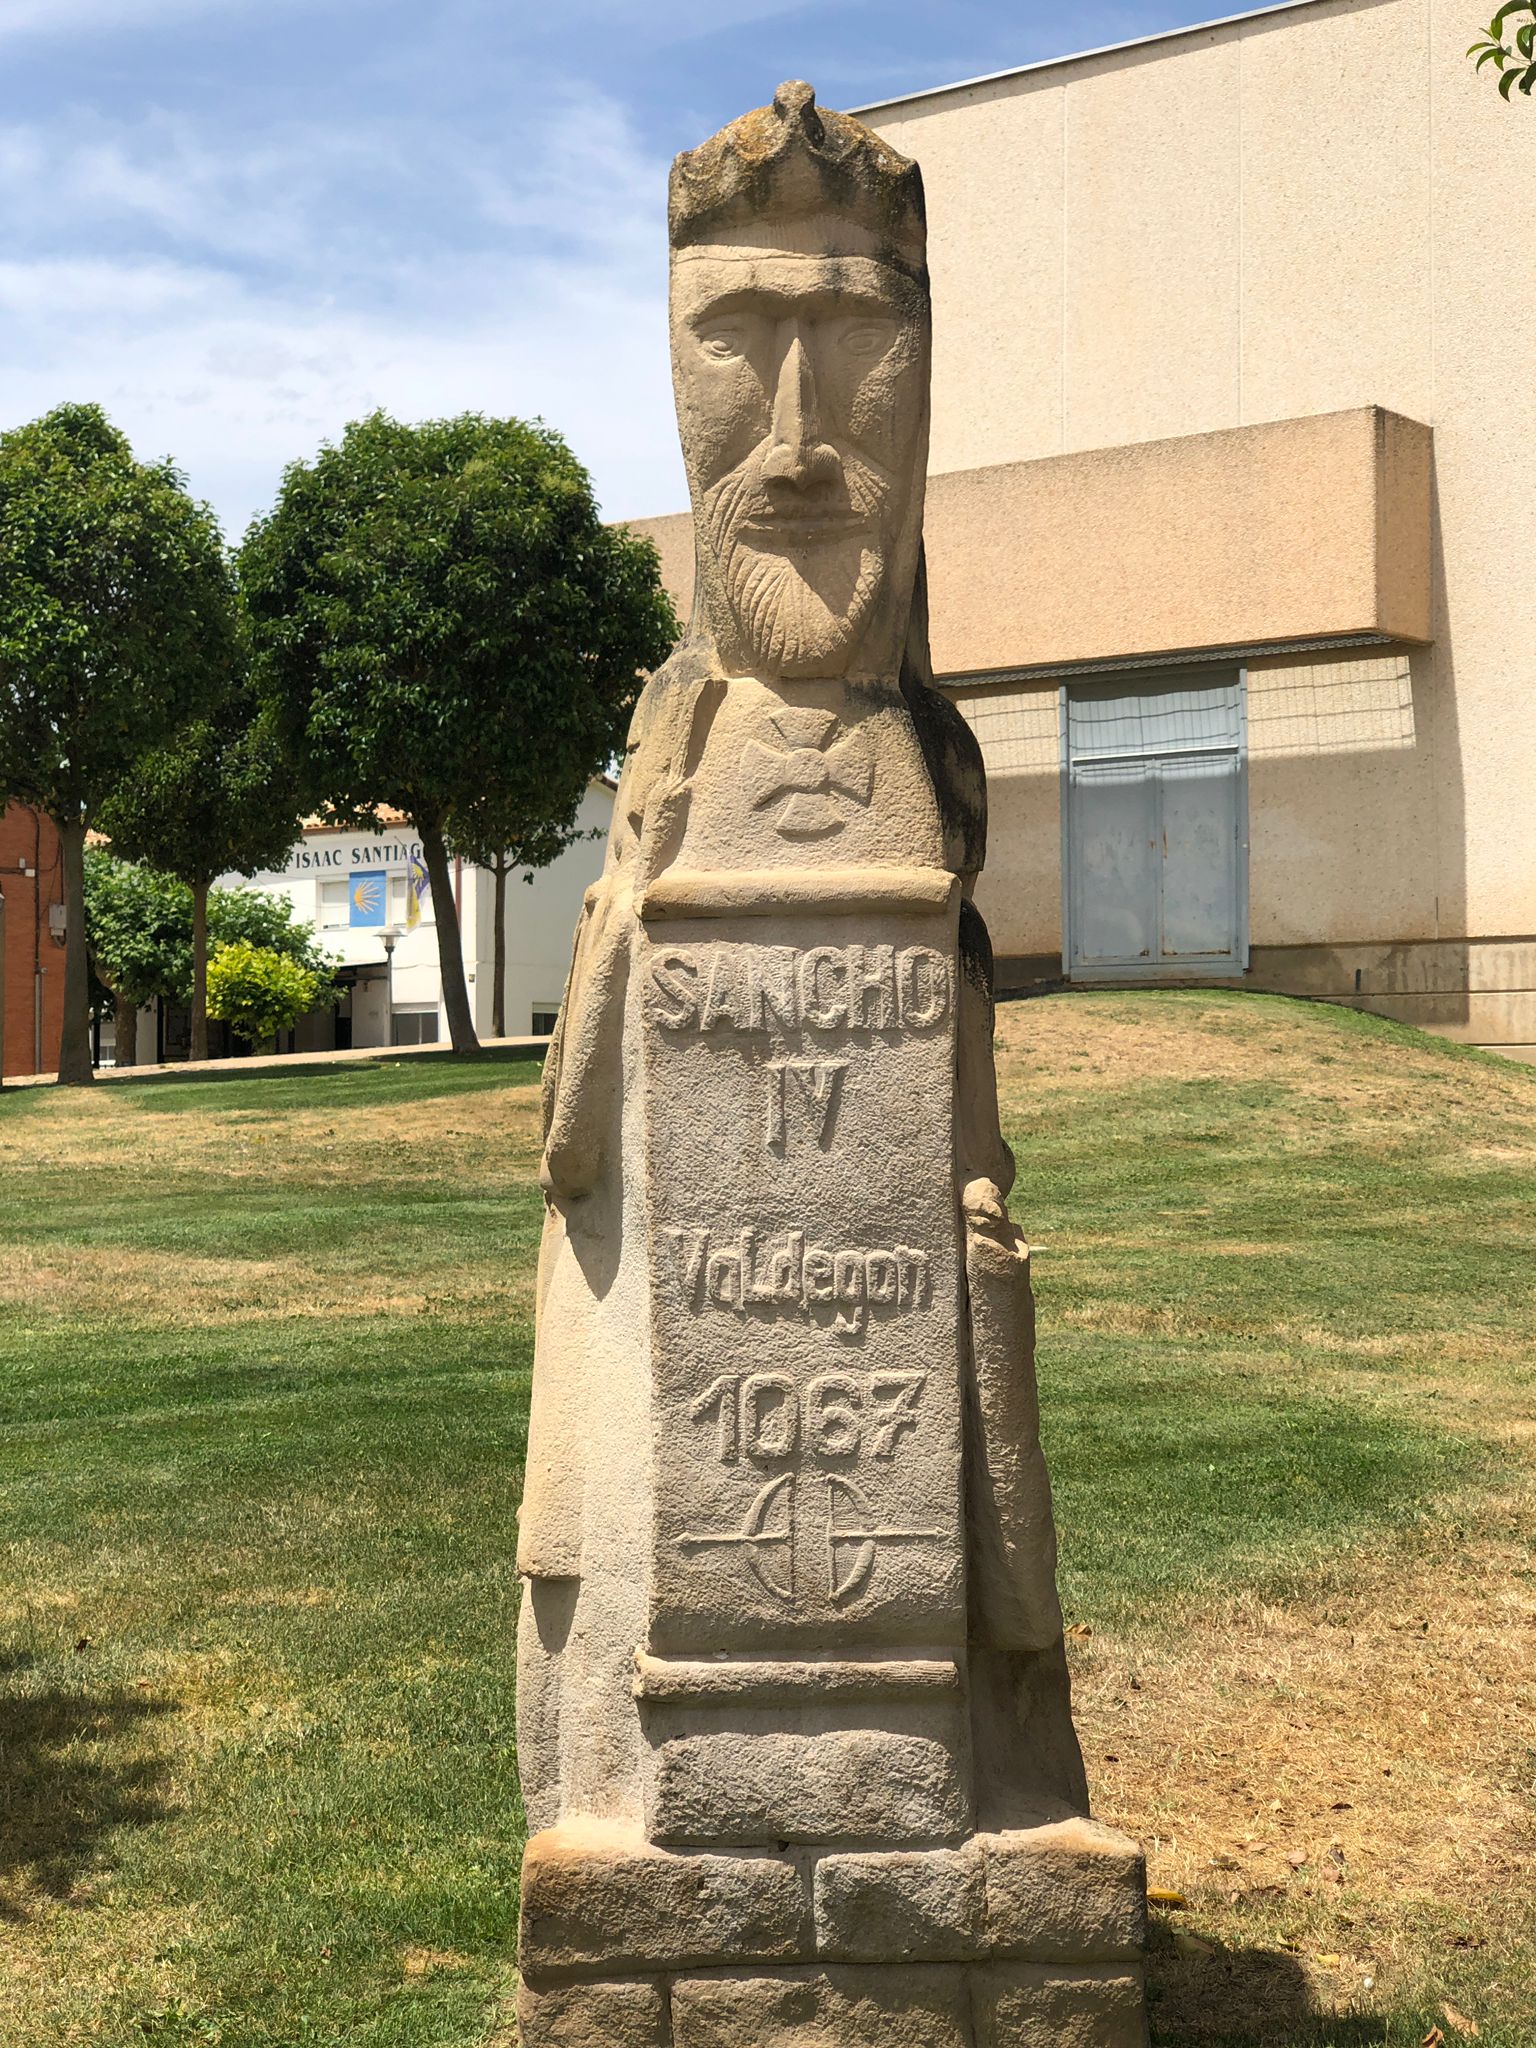 ISAAC SANTIAG
SANCHO
IV
Valdegon
1067